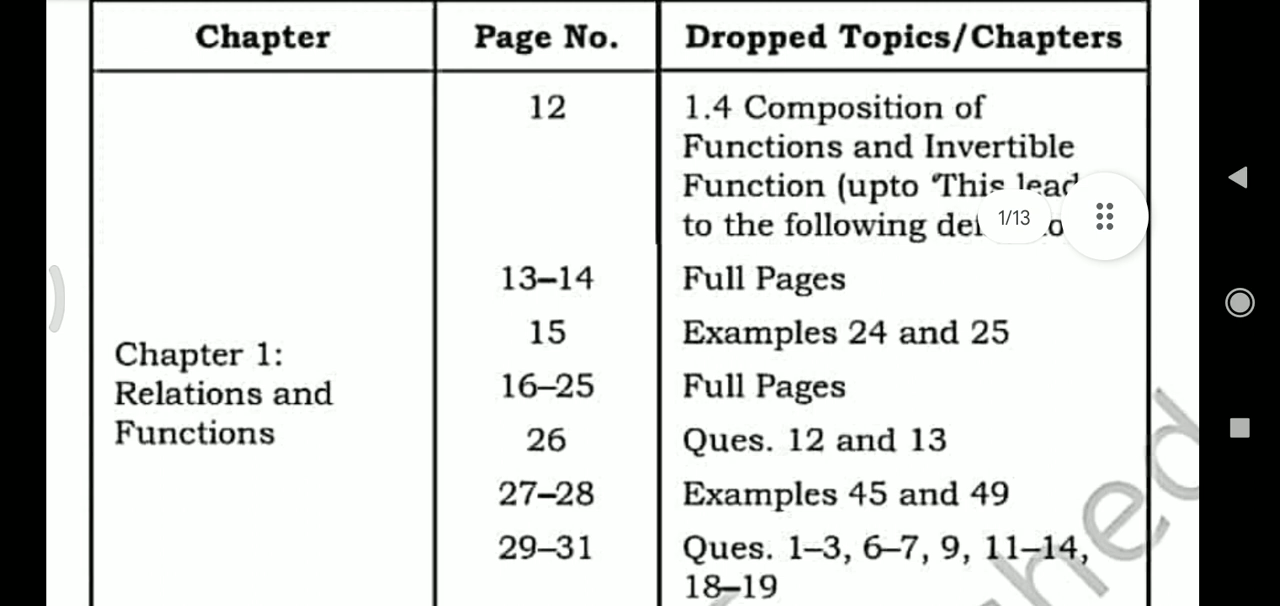 Chapter Page No. Dropped Topics/Chapters
12 1.4 Composition of
Functions and Invertible
Function (upto 'This
to the following
1/13
13–14 Full Pages
15 Examples 24 and 25
Chapter 1:
16–25 Full Pages
Relations and
Functions
26 Ques. 12 and 13
27–28 Examples 45 and 49
29–31 Ques. 1–3, 6–7, 9, 11–14,
18–19